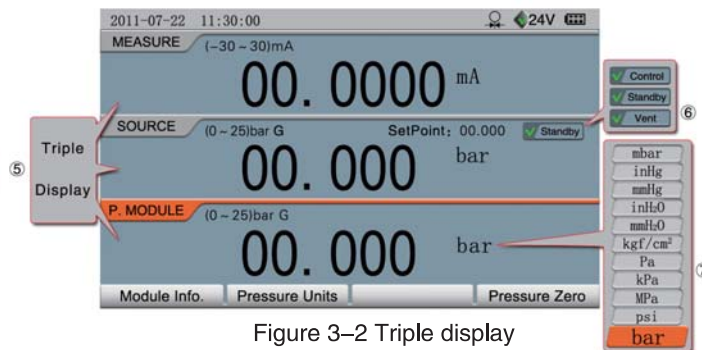 2011-07-22 11:30:00 24V
MEASURE (-30 ~ 30)mA
00. 0000 mA
SOURCE (0 ~ 25)bar G SetPoint: 00.000 Standby
00. 000 bar
P. MODULE (0 ~ 25)bar G
00. 000 bar
Module Info. Pressure Units Pressure Zero
⑤
Triple
Display
Control
Standby
Vent
⑥
mbar
inHg
mmHg
inH₂O
mmH₂O
kgf/cm²
Pa
kPa
MPa
psi
bar
Figure 3–2 Triple display